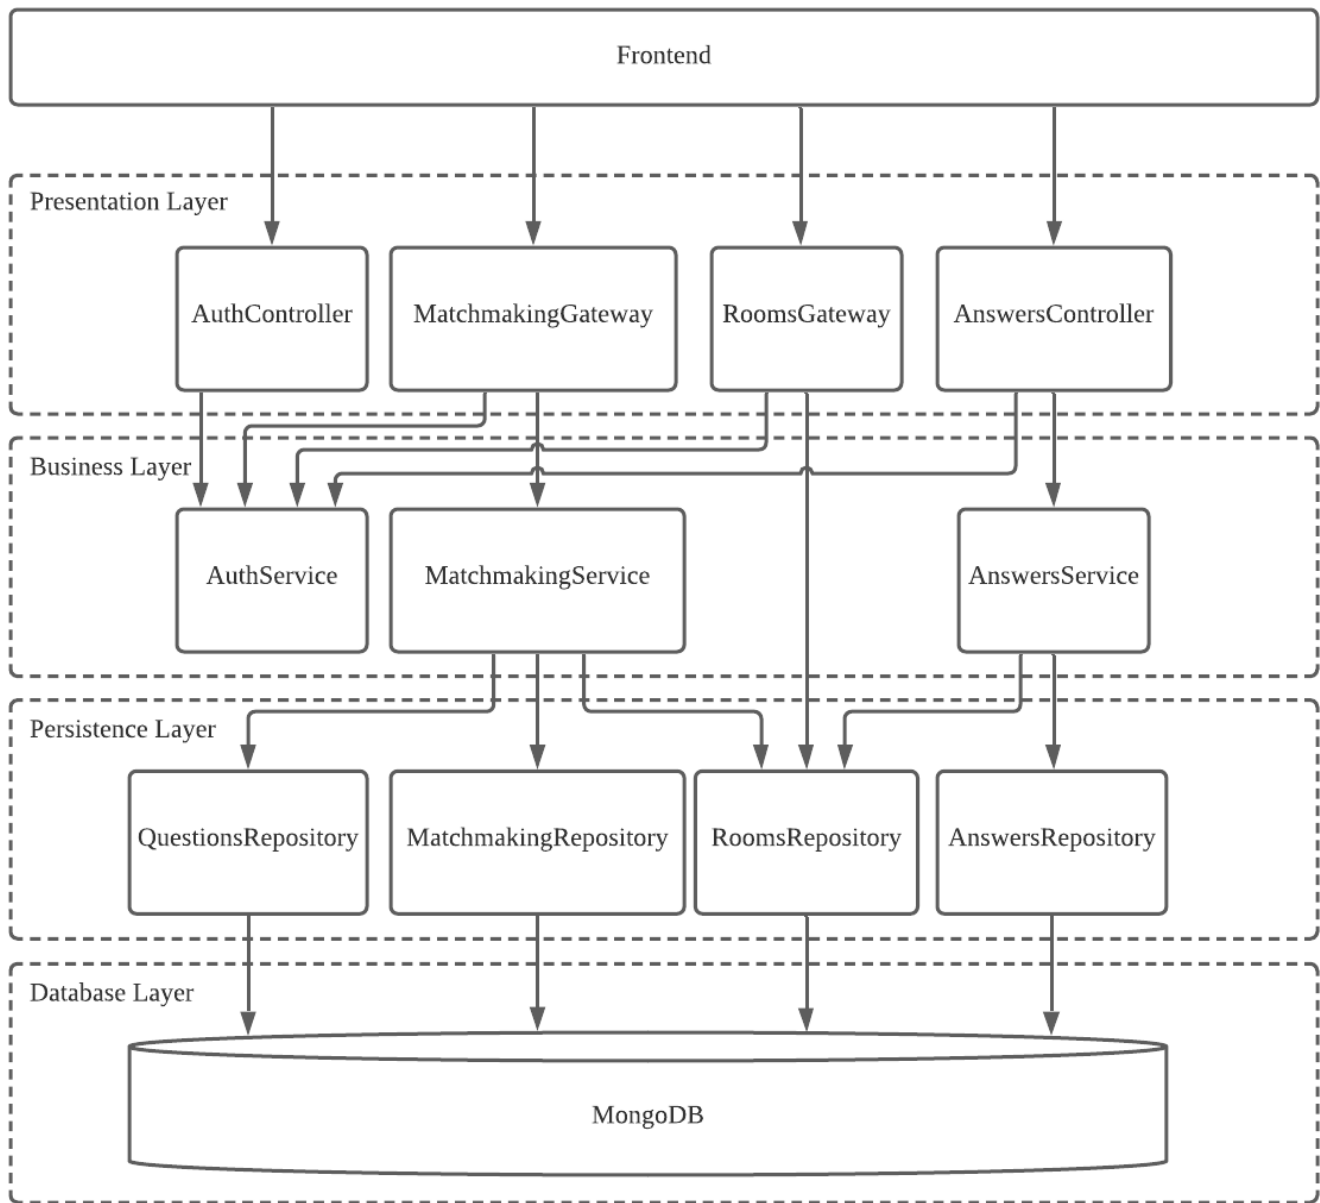 Frontend
Presentation Layer
AuthController
MatchmakingGateway
RoomsGateway
AnswersController
Business Layer
AuthService
MatchmakingService
AnswersService
Persistence Layer
QuestionsRepository
MatchmakingRepository
RoomsRepository
AnswersRepository
Database Layer
MongoDB